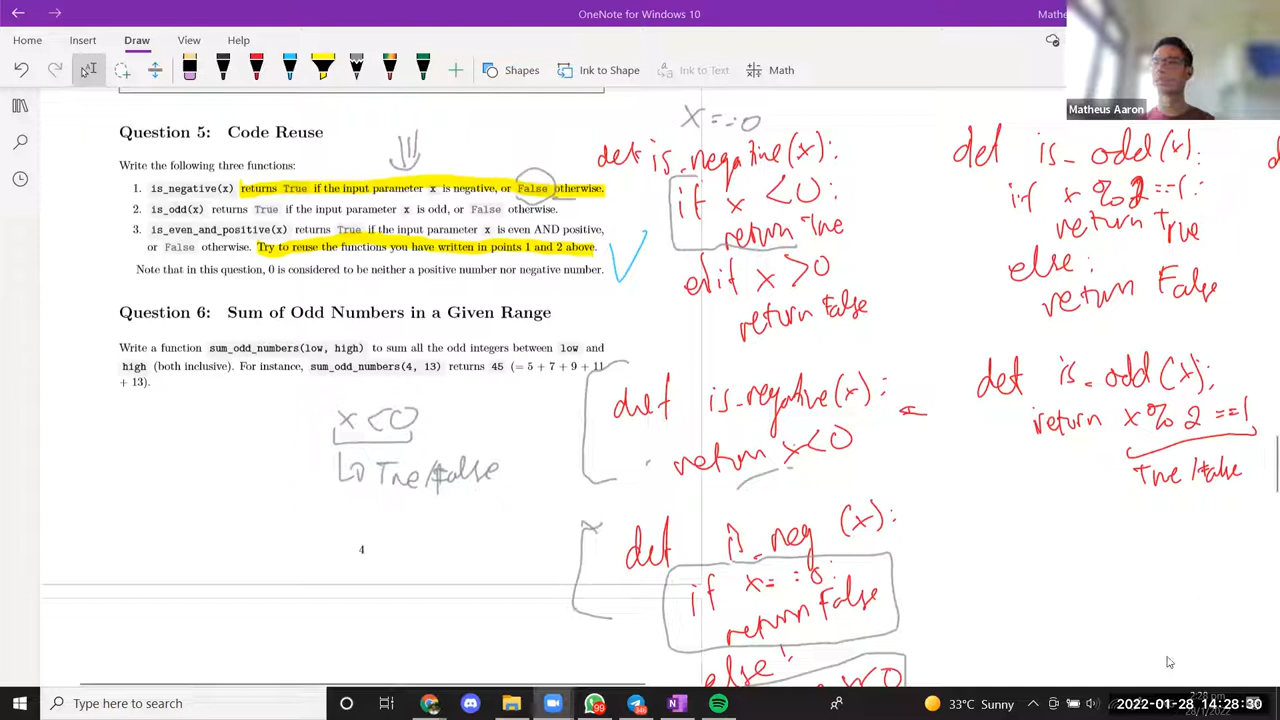 OneNote for Windows 10
Home
Insert
Draw
View
Help
Shapes
Ink to Shape
Ink to Text
Math
Matheus Aaron
Question 5: Code Reuse
Write the following three functions:
1. is_negative(x) returns True if the input parameter x is negative, or False otherwise.
2. is_odd(x) returns True if the input parameter x is odd, or False otherwise.
3. is_even_and_positive(x) returns True if the input parameter x is even AND positive,
or False otherwise. Try to reuse the functions you have written in points 1 and 2 above.
Note that in this question, 0 is considered to be neither a positive number nor negative number.
Question 6: Sum of Odd Numbers in a Given Range
Write a function sum_odd_numbers(low, high) to sum all the odd integers between low and
high (both inclusive). For instance, sum_odd_numbers(4, 13) returns 45 (= 5 + 7 + 9 + 11
+ 13).
x < 0
True/False
4
x == 0
def is_negative(x):
if x < 0:
return True
elif x > 0
return False
def is_negative(x):
return x < 0
def is_neg (x):
if x == 0:
return False
else:
def is_odd(x):
if x % 2 == 1:
return True
else:
return False
def is_odd(x):
return x % 2 == 1
True/False
Type here to search
99
33°C Sunny
2022-01-28 14:28:30